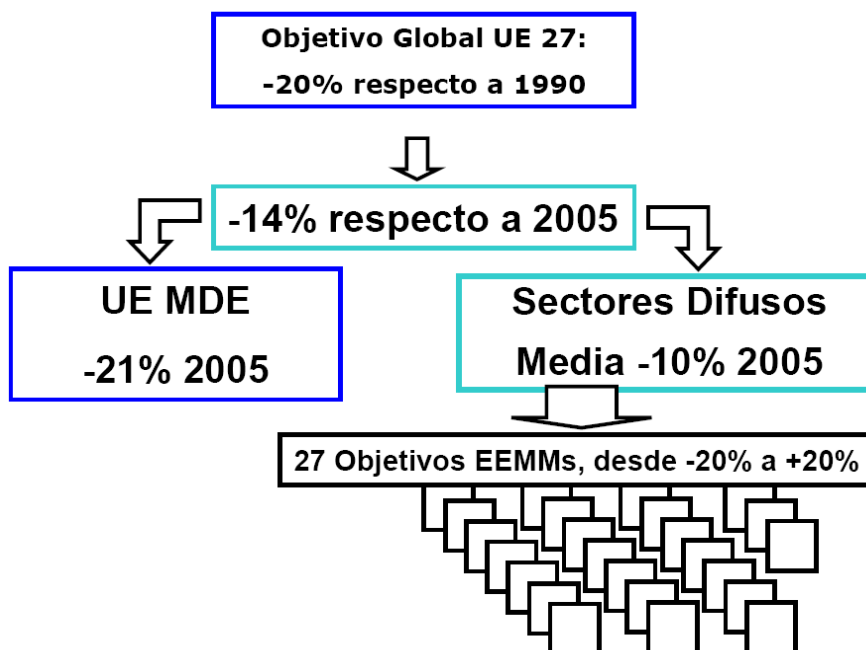 Objetivo Global UE 27:
-20% respecto a 1990
-14% respecto a 2005
UE MDE
-21% 2005
Sectores Difusos
Media -10% 2005
27 Objetivos EEMMs, desde -20% a +20%